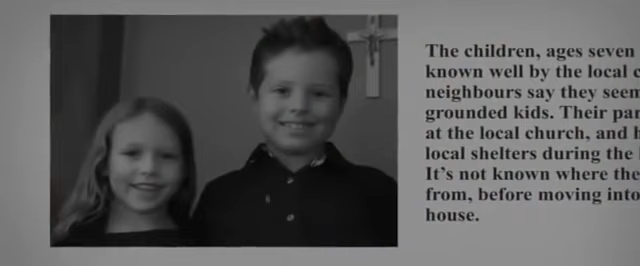 The children, ages seven
known well by the local
neighbours say they seem
grounded kids. Their
at the local church, and
local shelters during the
It's not known where
from, before moving into
house.